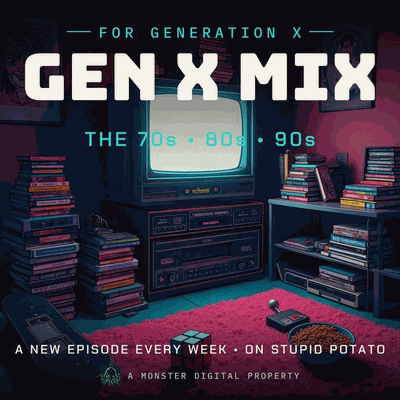 FOR GENERATION X
GEN X MIX
THE 70s • 80s • 90s
A NEW EPISODE EVERY WEEK • ON STUPID POTATO
A MONSTER DIGITAL PROPERTY